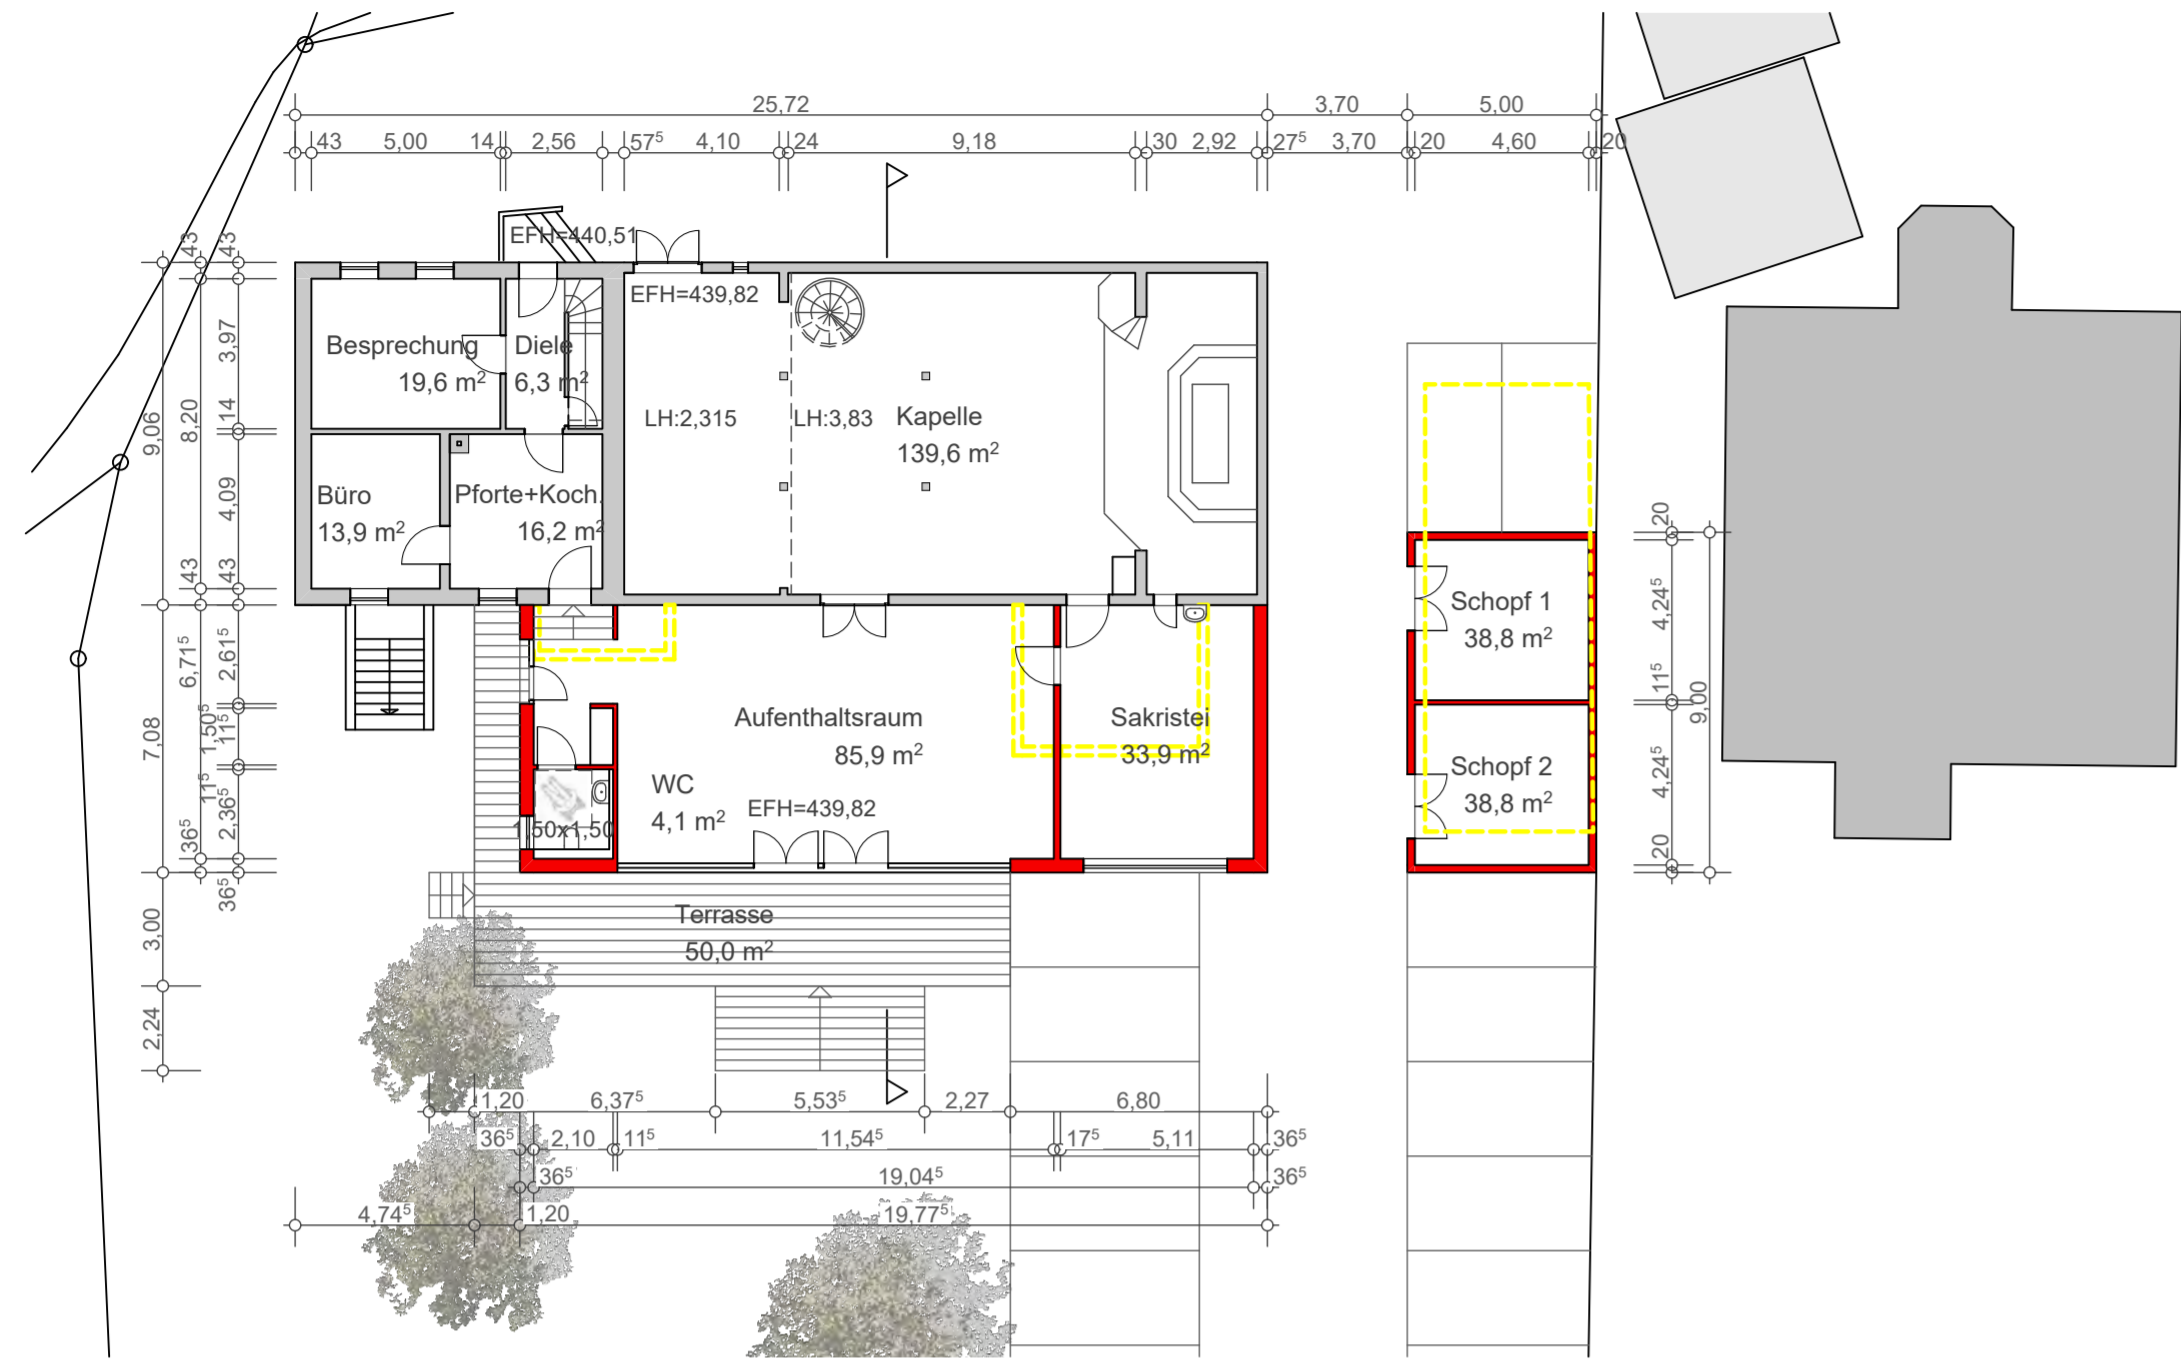 25,72
3,70
5,00
43
5,00
14
2,56
57⁵
4,10
24
9,18
30
2,92
27⁵
3,70
20
4,60
20
EFH=440,51
EFH=439,82
Besprechung
19,6 m²
Diele
6,3 m²
LH:2,315
LH:3,83
Kapelle
139,6 m²
Büro
13,9 m²
Pforte+Koch.
16,2 m²
43
43
3,97
14
8,20
9,06
4,09
43
43
6,71⁵
2,61⁵
7,08
1,50⁵
11⁵
11⁵
2,36⁵
36⁵
36⁵
3,00
2,24
Schopf 1
38,8 m²
Schopf 2
38,8 m²
20
4,24⁵
11⁵
9,00
4,24⁵
20
Aufenthaltsraum
85,9 m²
Sakristei
33,9 m²
WC
4,1 m²
EFH=439,82
1,50x1,50
Terrasse
50,0 m²
1,20
6,37⁵
5,53⁵
2,27
6,80
36⁵
2,10
11⁵
11,54⁵
17⁵
5,11
36⁵
36⁵
19,04⁵
36⁵
4,74⁵
1,20
19,77⁵